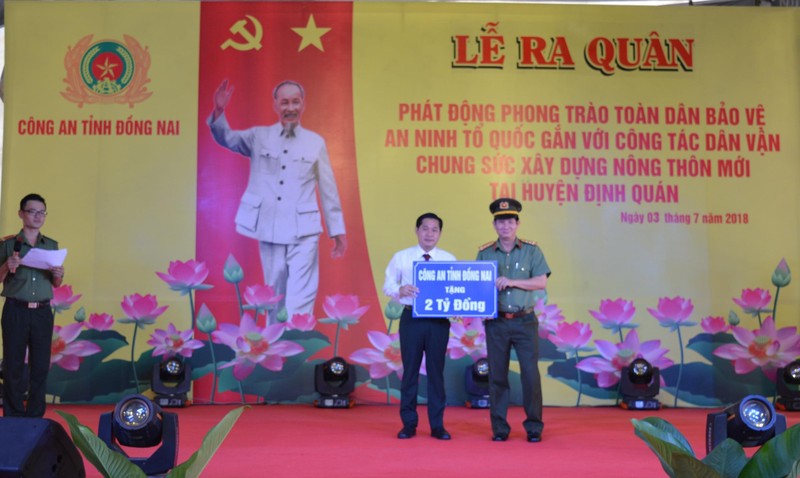 LỄ RA QUÂN
CÔNG AN TỈNH ĐỒNG NAI
PHÁT ĐỘNG PHONG TRÀO TOÀN DÂN BẢO VỆ
AN NINH TỔ QUỐC GẮN VỚI CÔNG TÁC DÂN VẬN
CHUNG SỨC XÂY DỰNG NÔNG THÔN MỚI
TẠI HUYỆN ĐỊNH QUÁN
Ngày 03 tháng 7 năm 2018
CÔNG AN TỈNH ĐỒNG NAI
TẶNG
2 Tỷ Đồng